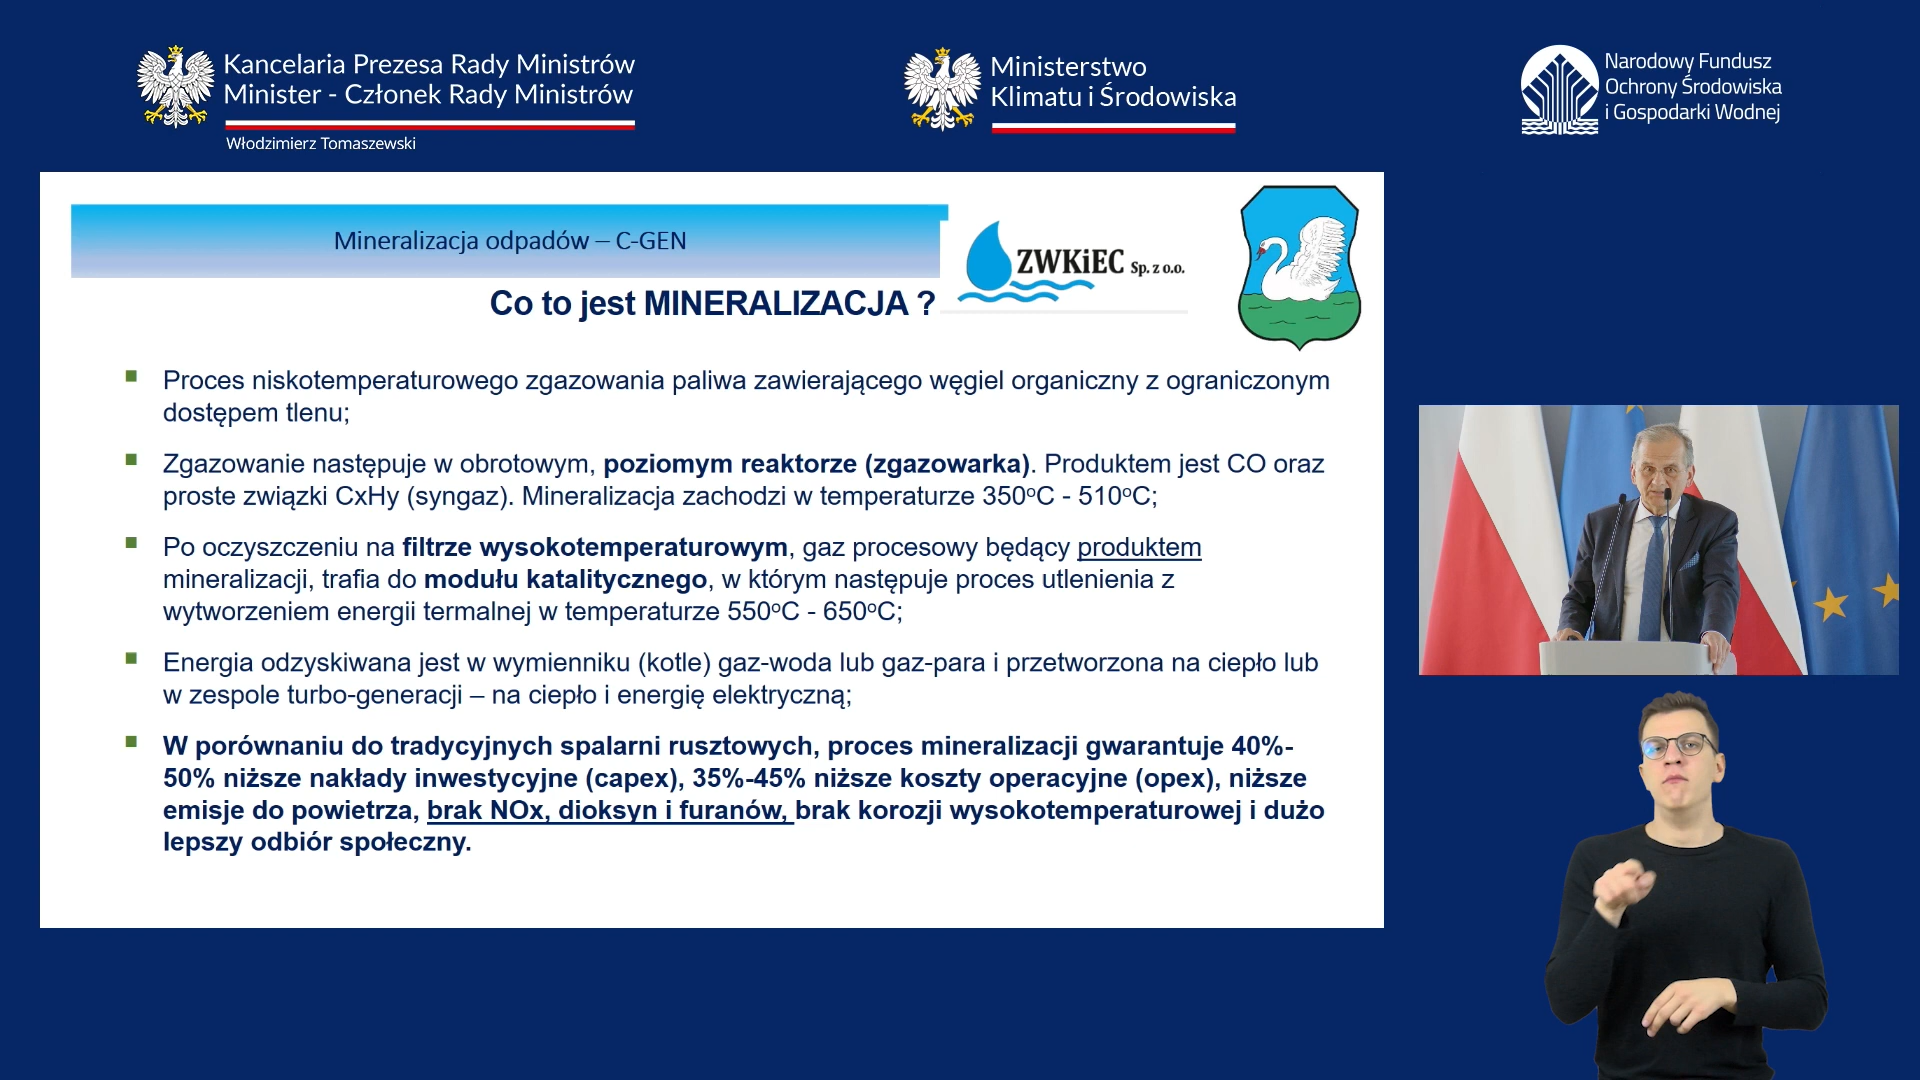 Kancelaria Prezesa Rady Ministrów
Minister - Członek Rady Ministrów
Włodzimierz Tomaszewski
Ministerstwo
Klimatu i Środowiska
Narodowy Fundusz
Ochrony Środowiska
i Gospodarki Wodnej
Mineralizacja odpadów – C-GEN
ZWKiEC Sp. z o.o.
Co to jest MINERALIZACJA ?
Proces niskotemperaturowego zgazowania paliwa zawierającego węgiel organiczny z ograniczonym
dostępem tlenu;
Zgazowanie następuje w obrotowym, poziomym reaktorze (zgazowarka). Produktem jest CO oraz
proste związki CxHy (syngaz). Mineralizacja zachodzi w temperaturze 350ºC - 510ºC;
Po oczyszczeniu na filtrze wysokotemperaturowym, gaz procesowy będący produktem
mineralizacji, trafia do modułu katalitycznego, w którym następuje proces utlenienia z
wytworzeniem energii termalnej w temperaturze 550ºC - 650ºC;
Energia odzyskiwana jest w wymienniku (kotle) gaz-woda lub gaz-para i przetworzona na ciepło lub
w zespole turbo-generacji – na ciepło i energię elektryczną;
W porównaniu do tradycyjnych spalarni rusztowych, proces mineralizacji gwarantuje 40%-
50% niższe nakłady inwestycyjne (capex), 35%-45% niższe koszty operacyjne (opex), niższe
emisje do powietrza, brak NOx, dioksyn i furanów, brak korozji wysokotemperaturowej i dużo
lepszy odbiór społeczny.